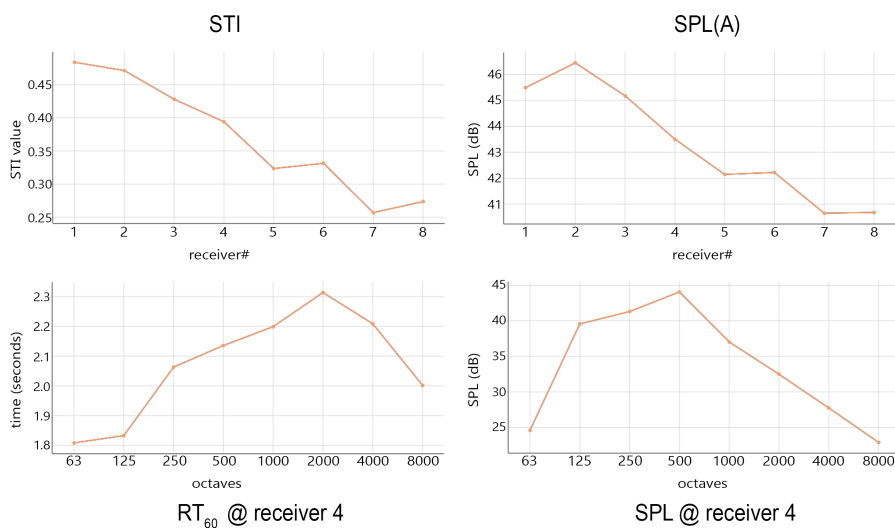 STI
STI value
0.45
0.40
0.35
0.30
0.25
1 2 3 4 5 6 7 8
receiver#
SPL(A)
SPL (dB)
46
45
44
43
42
41
1 2 3 4 5 6 7 8
receiver#
time (seconds)
2.3
2.2
2.1
2.0
1.9
1.8
63 125 250 500 1000 2000 4000 8000
octaves
RT60 @ receiver 4
SPL (dB)
45
40
35
30
25
63 125 250 500 1000 2000 4000 8000
octaves
SPL @ receiver 4